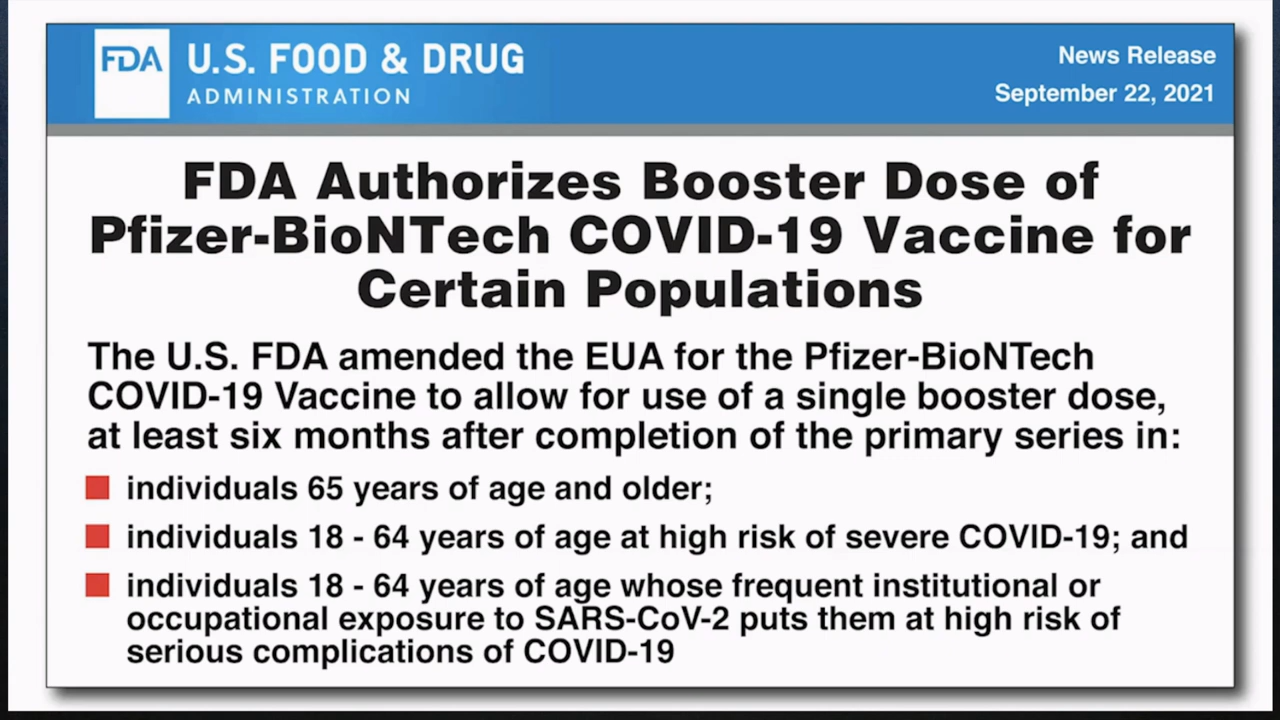 FDA U.S. FOOD & DRUG
ADMINISTRATION
News Release
September 22, 2021
FDA Authorizes Booster Dose of
Pfizer-BioNTech COVID-19 Vaccine for
Certain Populations
The U.S. FDA amended the EUA for the Pfizer-BioNTech
COVID-19 Vaccine to allow for use of a single booster dose,
at least six months after completion of the primary series in:
individuals 65 years of age and older;
individuals 18 - 64 years of age at high risk of severe COVID-19; and
individuals 18 - 64 years of age whose frequent institutional or
occupational exposure to SARS-CoV-2 puts them at high risk of
serious complications of COVID-19